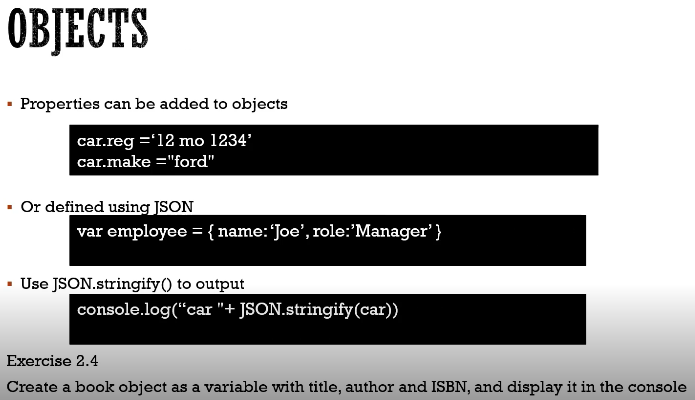 OBJECTS
▪ Properties can be added to objects
car.reg =‘12 mo 1234’
car.make ="ford"
▪ Or defined using JSON
var employee = { name:‘Joe’, role:’Manager’ }
▪ Use JSON.stringify() to output
console.log(“car "+ JSON.stringify(car))
Exercise 2.4
Create a book object as a variable with title, author and ISBN, and display it in the console